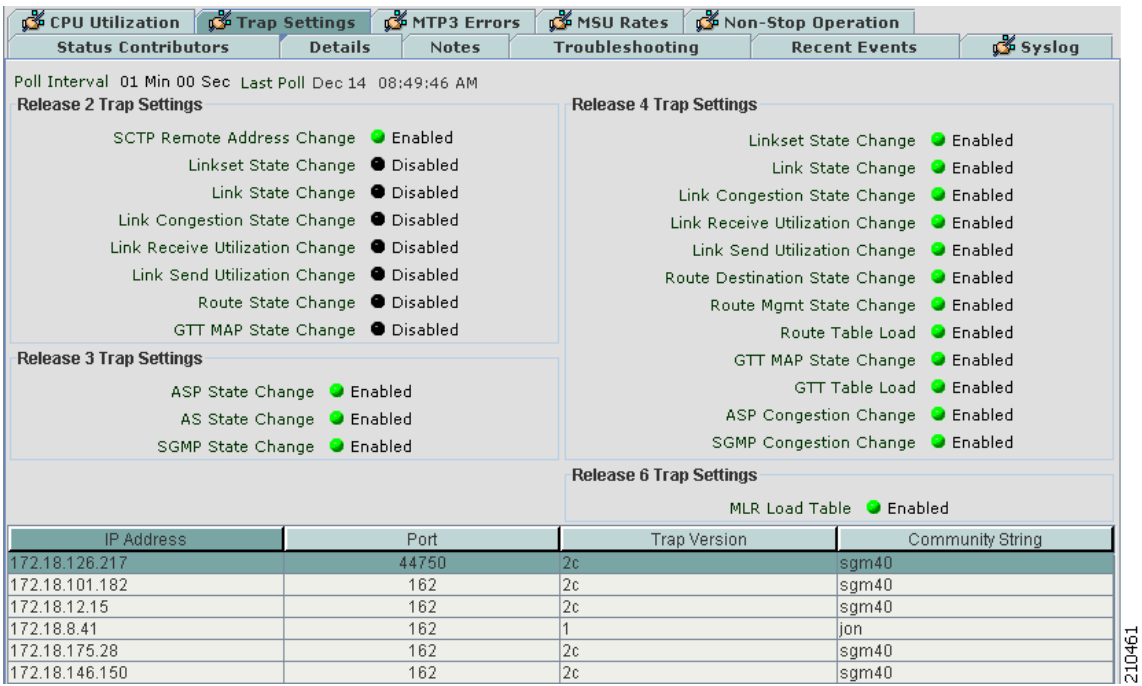 CPU Utilization Trap Settings MTP3 Errors MSU Rates Non-Stop Operation
Status Contributors Details Notes Troubleshooting Recent Events Syslog
Poll Interval 01 Min 00 Sec Last Poll Dec 14 08:49:46 AM
Release 2 Trap Settings
SCTP Remote Address Change Enabled
Linkset State Change Disabled
Link State Change Disabled
Link Congestion State Change Disabled
Link Receive Utilization Change Disabled
Link Send Utilization Change Disabled
Route State Change Disabled
GTT MAP State Change Disabled
Release 3 Trap Settings
ASP State Change Enabled
AS State Change Enabled
SGMP State Change Enabled
Release 4 Trap Settings
Linkset State Change Enabled
Link State Change Enabled
Link Congestion State Change Enabled
Link Receive Utilization Change Enabled
Link Send Utilization Change Enabled
Route Destination State Change Enabled
Route Mgmt State Change Enabled
Route Table Load Enabled
GTT MAP State Change Enabled
GTT Table Load Enabled
ASP Congestion Change Enabled
SGMP Congestion Change Enabled
Release 6 Trap Settings
MLR Load Table Enabled
IP Address Port Trap Version Community String
172.18.126.217 44750 2c sgm40
172.18.101.182 162 2c sgm40
172.18.12.15 162 2c sgm40
172.18.8.41 162 1 jon
172.18.175.28 162 2c sgm40
172.18.146.150 162 2c sgm40
210461